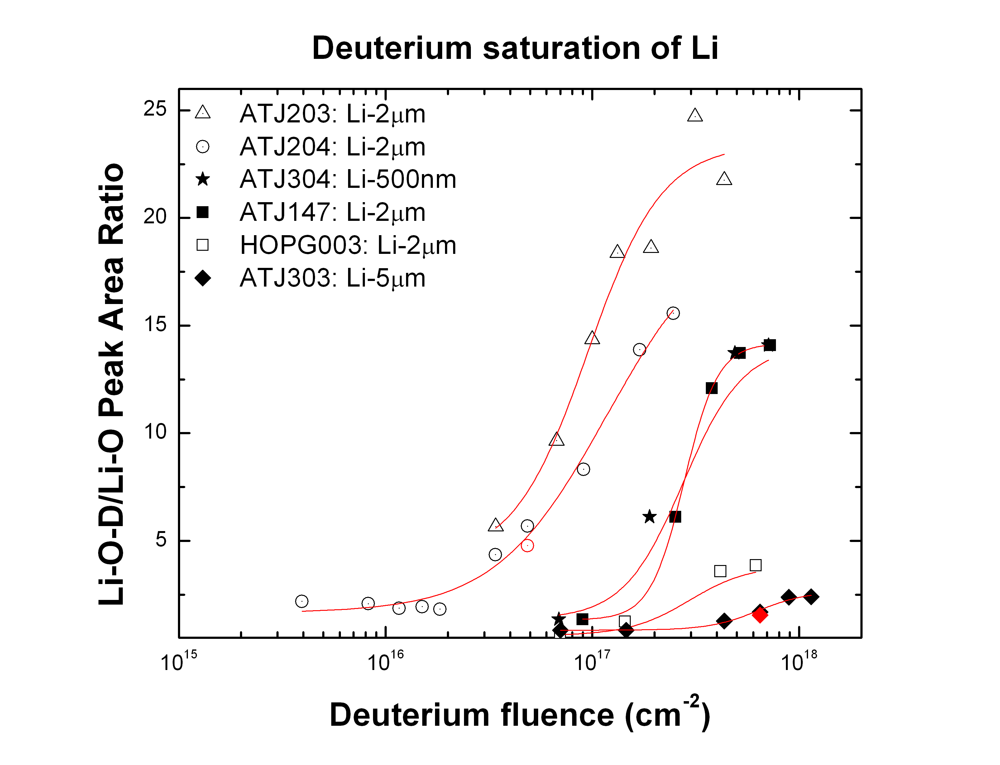 Deuterium saturation of Li
Li-O-D/Li-O Peak Area Ratio
25
20
15
10
5
ATJ203: Li-2μm
ATJ204: Li-2μm
ATJ304: Li-500nm
ATJ147: Li-2μm
HOPG003: Li-2μm
ATJ303: Li-5μm
10^15 10^16 10^17 10^18
Deuterium fluence (cm^-2)